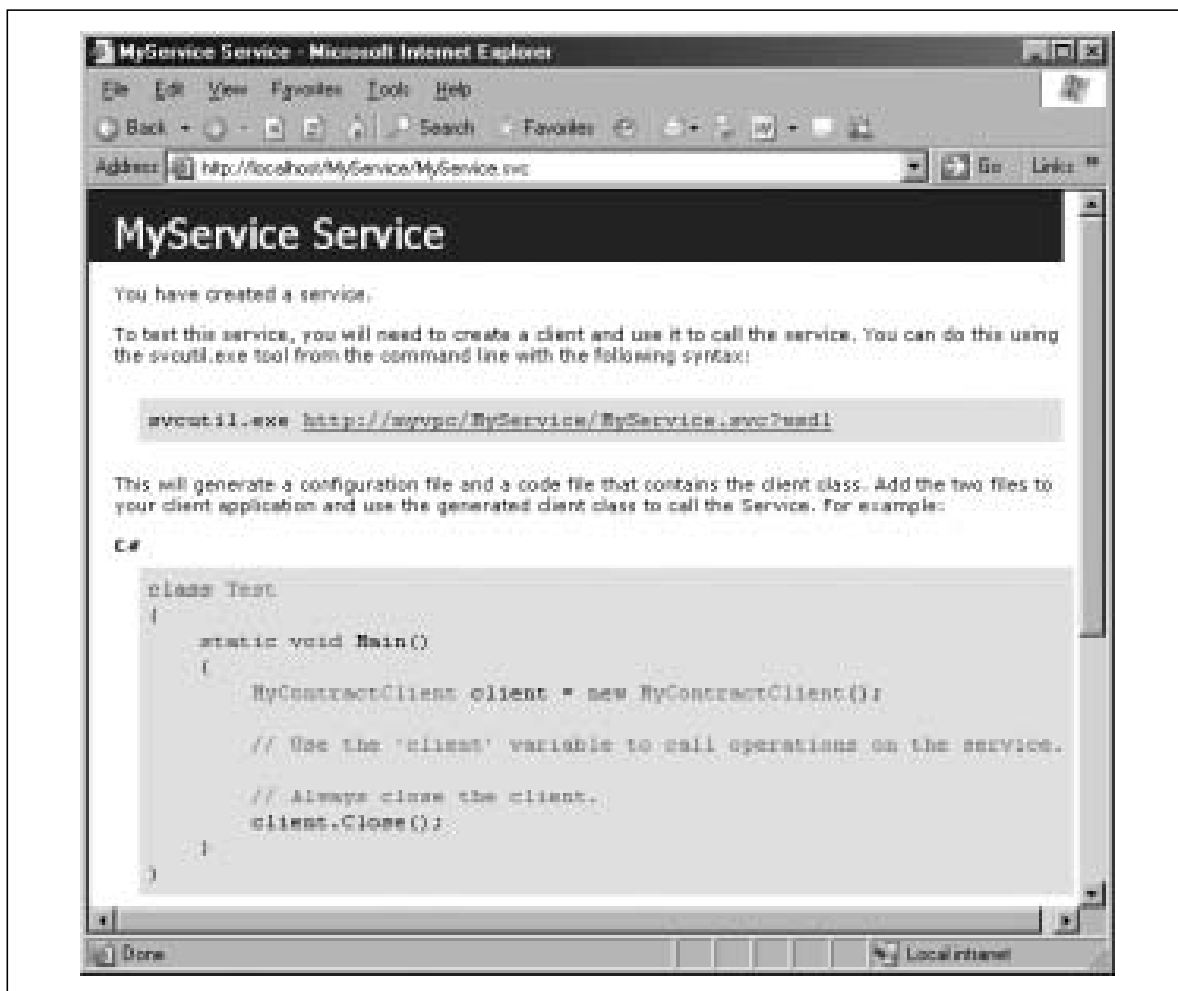 MyService Service - Microsoft Internet Explorer
File Edit View Favorites Tools Help
Back Search Favorites
Address http://localhost/MyService/MyService.svc Go Links »
MyService Service
You have created a service.
To test this service, you will need to create a client and use it to call the service. You can do this using
the svcutil.exe tool from the command line with the following syntax:
svcutil.exe http://myvpc/MyService/MyService.svc?wsdl
This will generate a configuration file and a code file that contains the client class. Add the two files to
your client application and use the generated client class to call the Service. For example:
C#
class Test
{
static void Main()
{
MyContractClient client = new MyContractClient();
// Use the 'client' variable to call operations on the service.
// Always close the client.
client.Close();
}
}
Done Local intranet